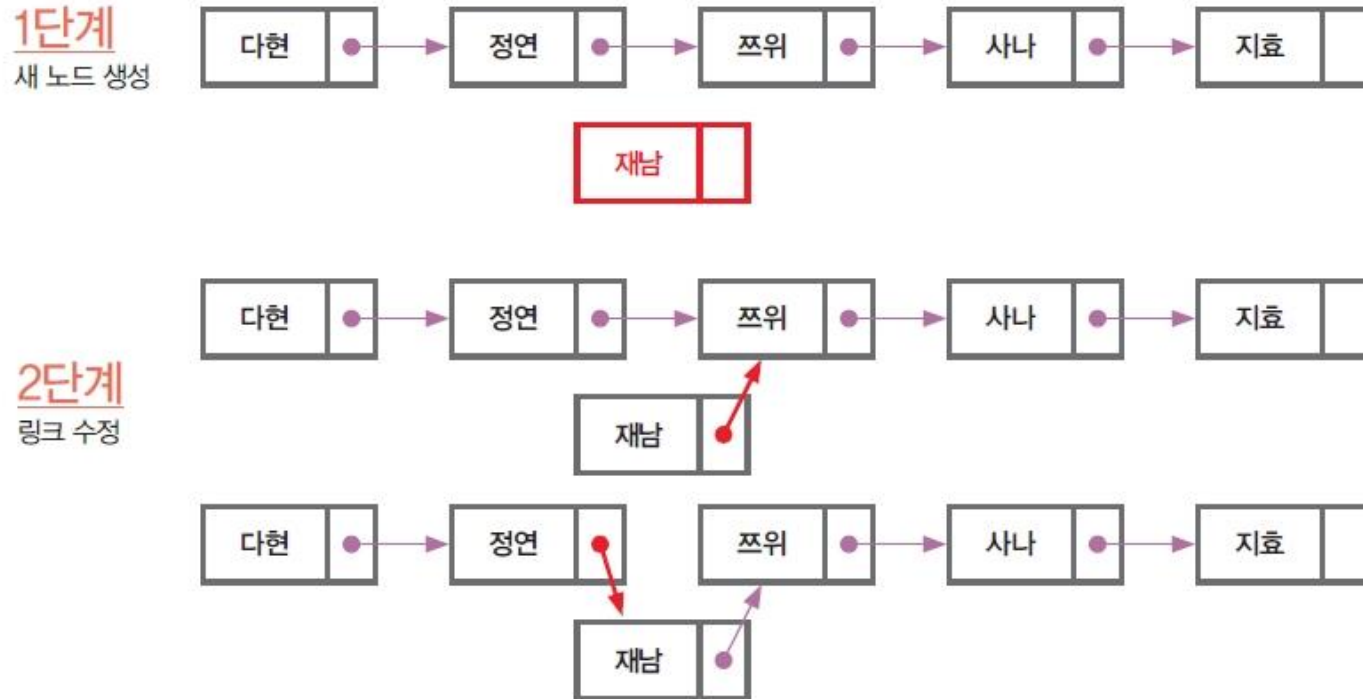 1단계
새 노드 생성
다현 정연 쯔위 사나 지효
재남
다현 정연 쯔위 사나 지효
2단계
링크 수정
재남
다현 정연 쯔위 사나 지효
재남